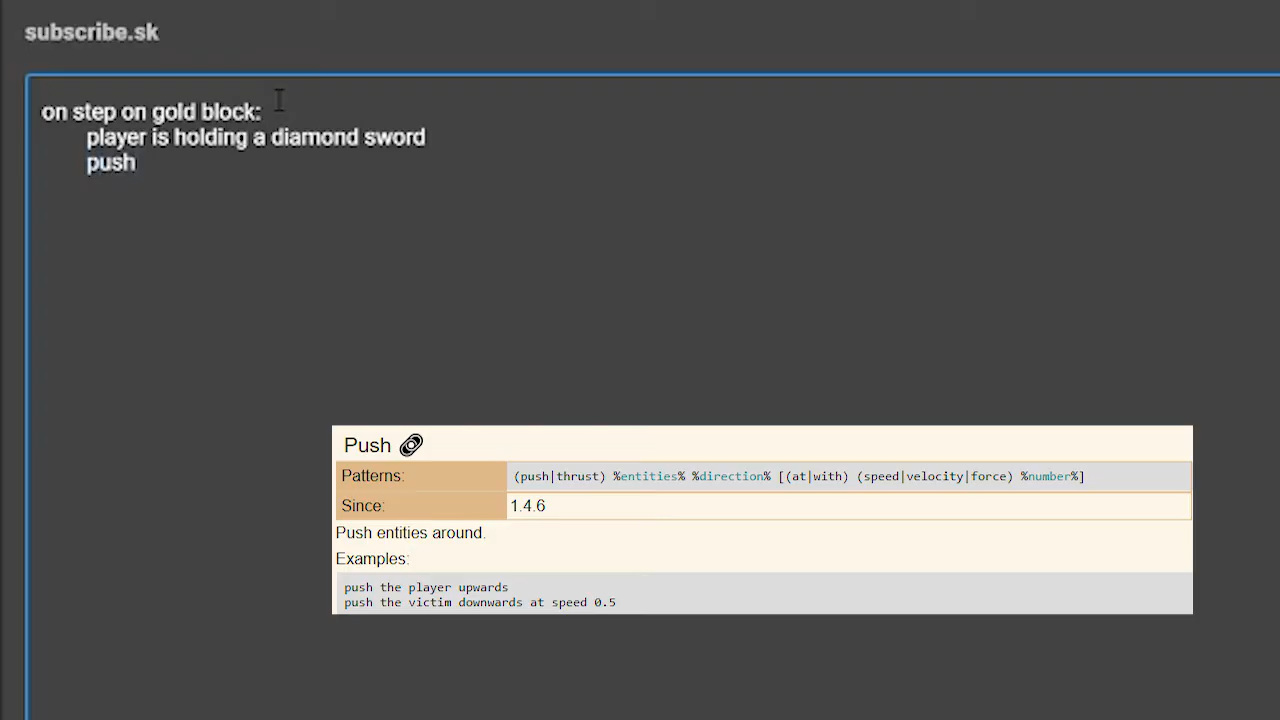 subscribe.sk
on step on gold block:
player is holding a diamond sword
push
Push
Patterns: (push|thrust) %entities% %direction% [(at|with) (speed|velocity|force) %number%]
Since: 1.4.6
Push entities around.
Examples:
push the player upwards
push the victim downwards at speed 0.5